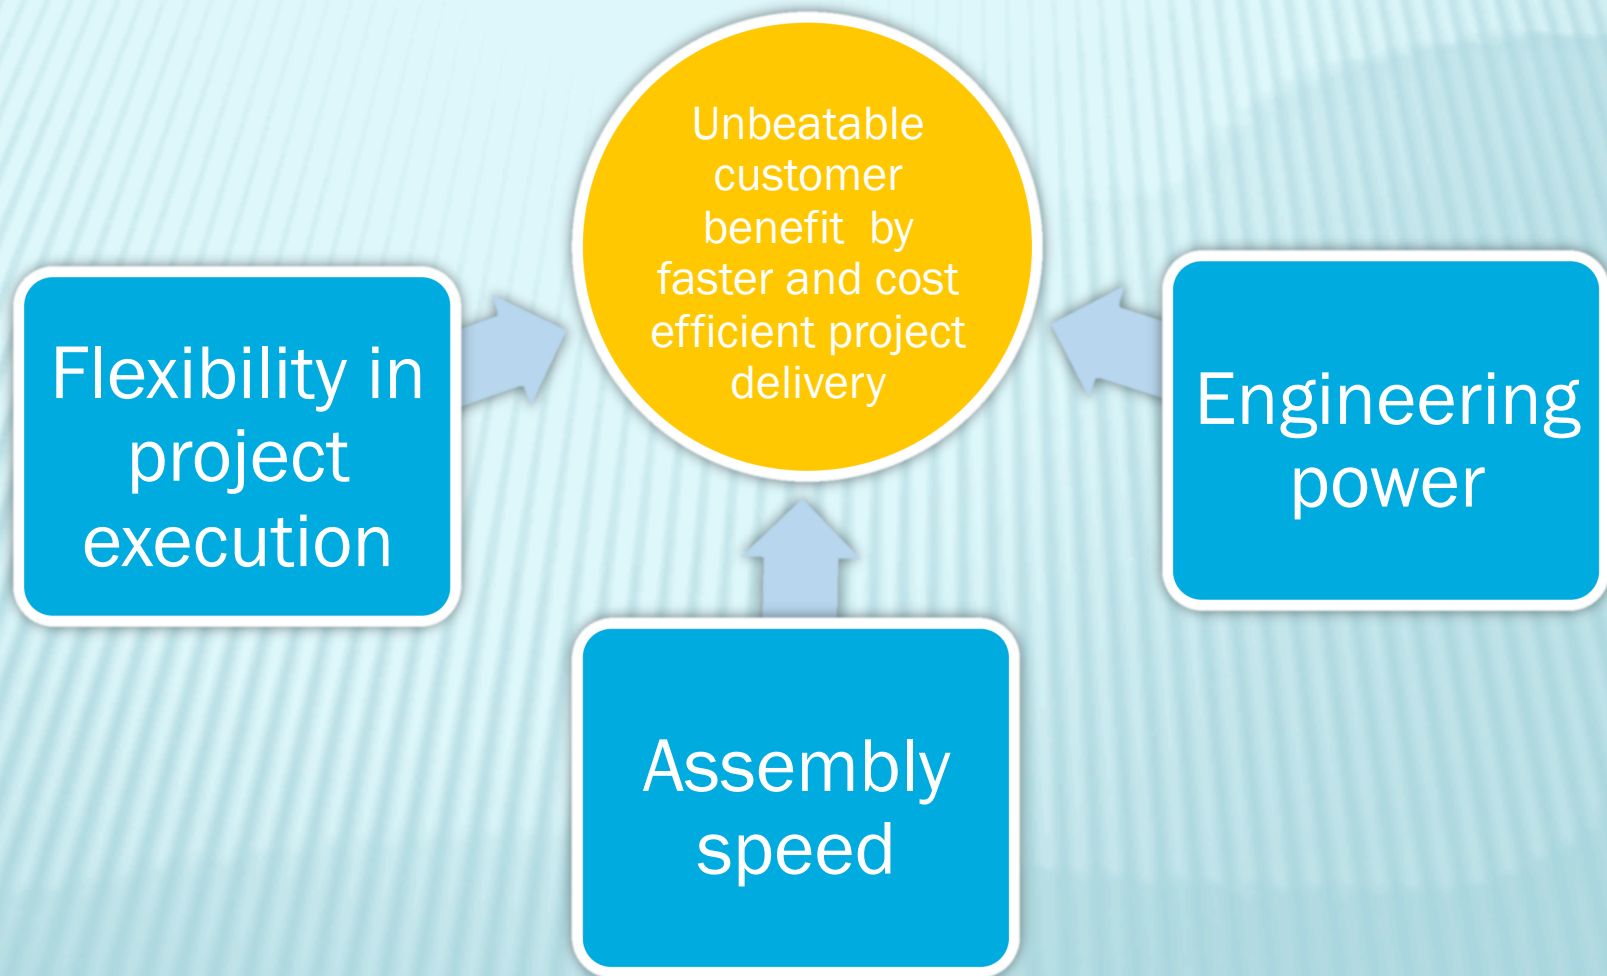 Unbeatable
customer
benefit  by
faster and cost
efficient project
delivery
Flexibility in
project
execution
Engineering
power
Assembly
speed